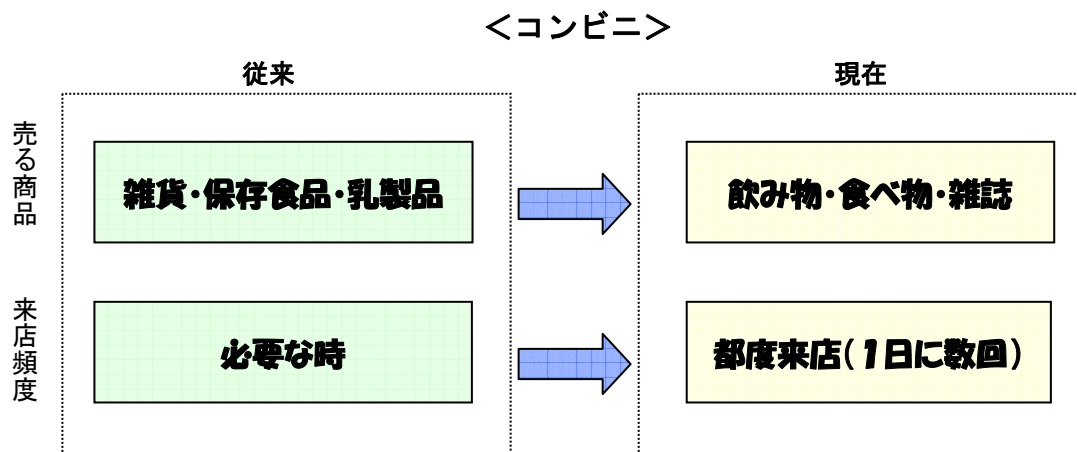 ＜コンビニ＞
従来
現在
売る商品
雑貨・保存食品・乳製品
飲み物・食べ物・雑誌
来店頻度
必要な時
都度来店（１日に数回）